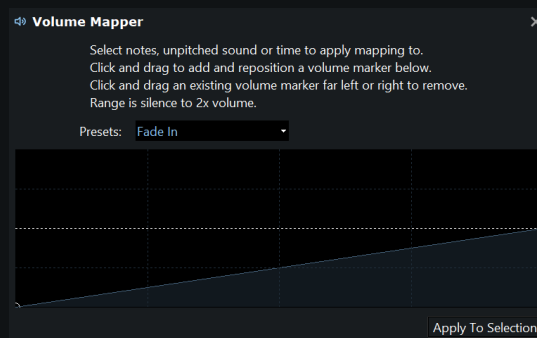 Volume Mapper
Select notes, unpitched sound or time to apply mapping to.
Click and drag to add and reposition a volume marker below.
Click and drag an existing volume marker far left or right to remove.
Range is silence to 2x volume.
Presets: Fade In
Apply To Selection